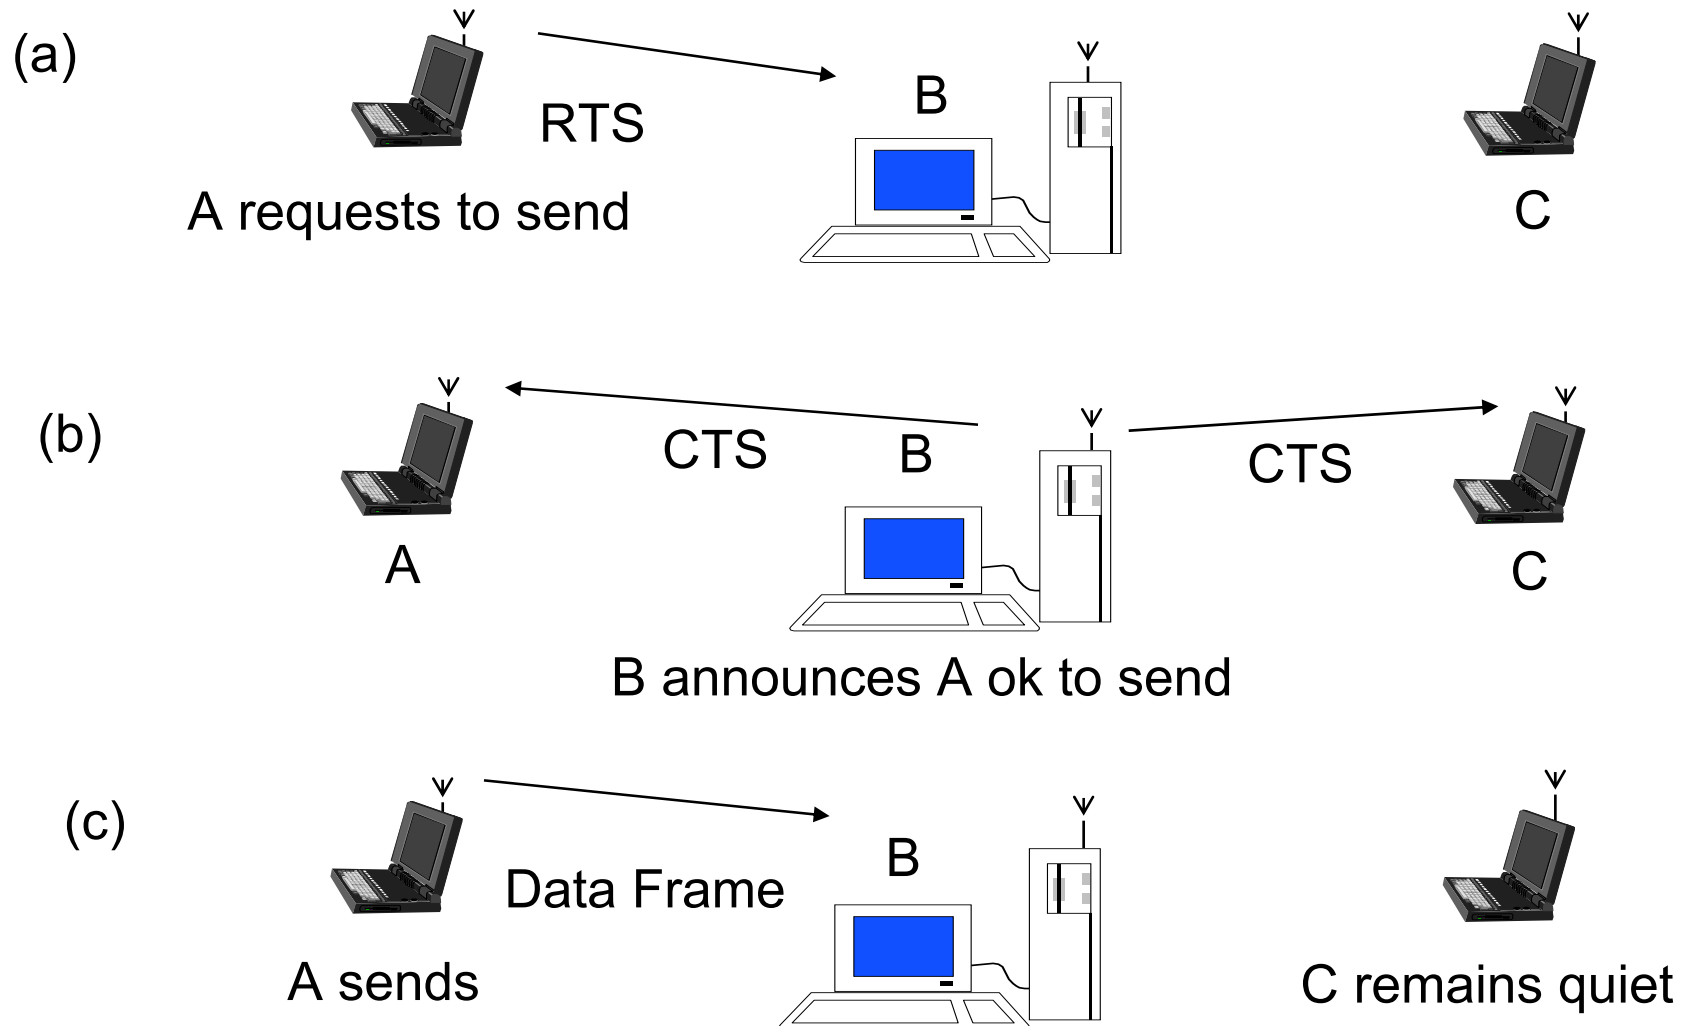 (a)
RTS
B
A requests to send
C
(b)
CTS
B
CTS
A
C
B announces A ok to send
(c)
B
Data Frame
A sends
C remains quiet